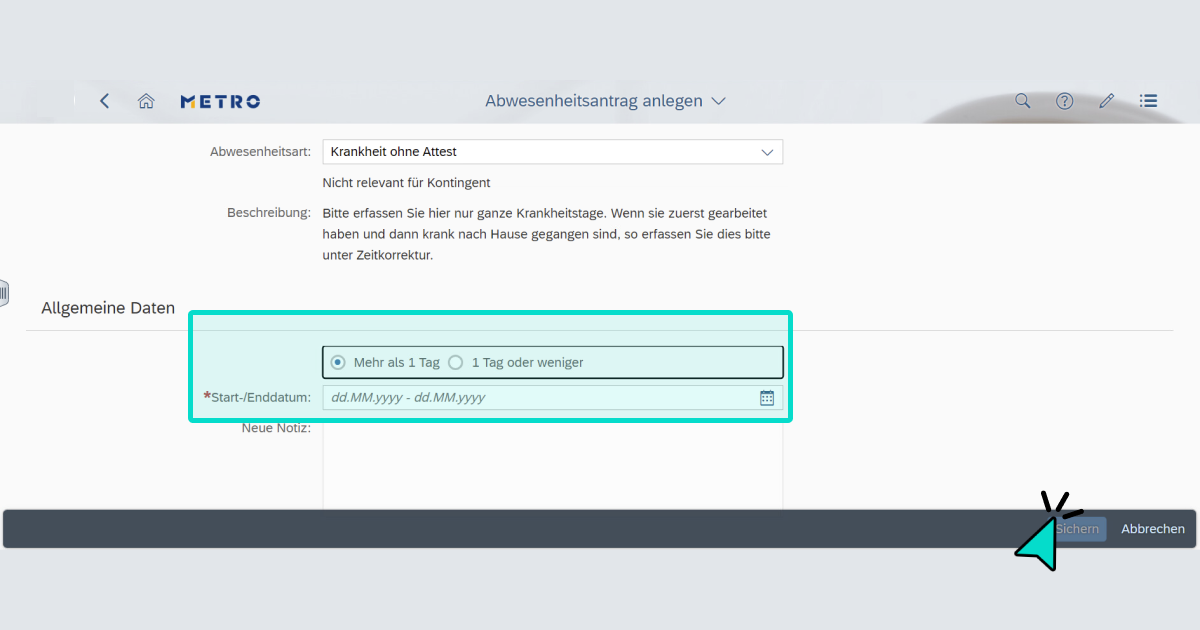 METRO
Abwesenheitsantrag anlegen
Abwesenheitsart: Krankheit ohne Attest
Nicht relevant für Kontingent
Beschreibung: Bitte erfassen Sie hier nur ganze Krankheitstage. Wenn sie zuerst gearbeitet
haben und dann krank nach Hause gegangen sind, so erfassen Sie dies bitte
unter Zeitkorrektur.
Allgemeine Daten
Mehr als 1 Tag 1 Tag oder weniger
*Start-/Enddatum: dd.MM.yyyy - dd.MM.yyyy
Neue Notiz:
Sichern Abbrechen